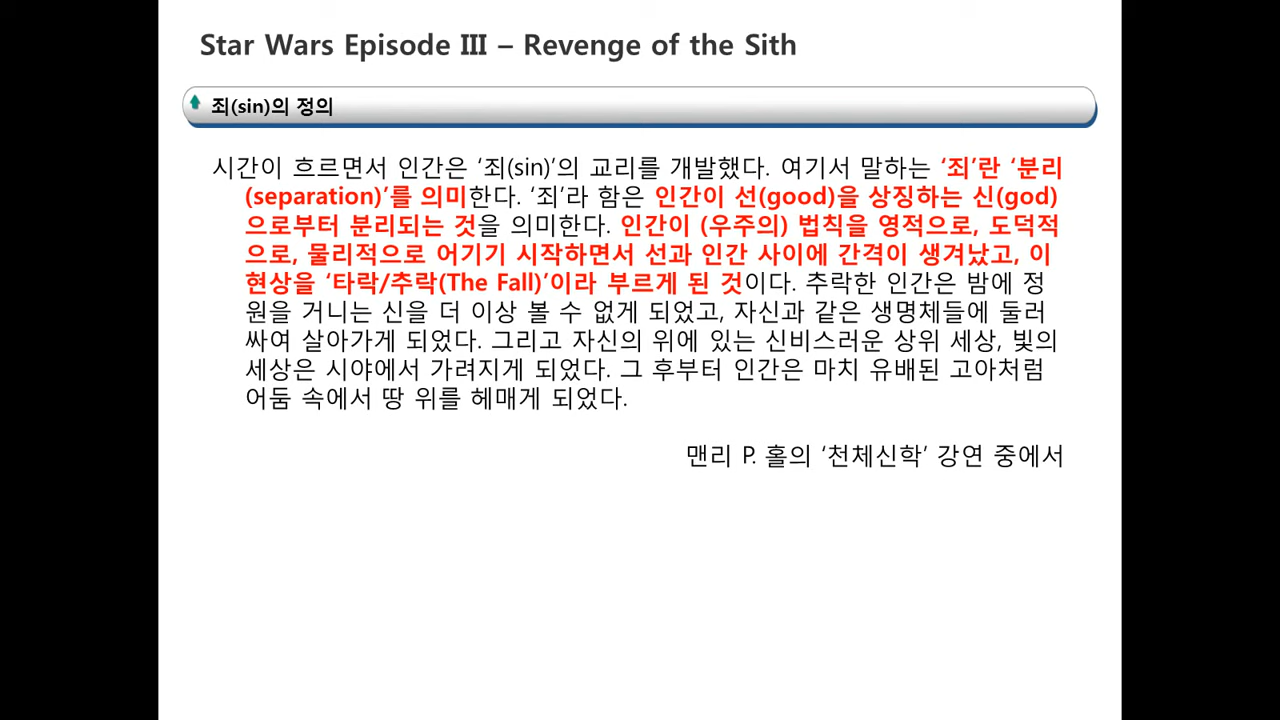 Star Wars Episode III – Revenge of the Sith
죄(sin)의 정의
시간이 흐르면서 인간은 ‘죄(sin)’의 교리를 개발했다. 여기서 말하는 ‘죄’란 ‘분리
(separation)’를 의미한다. ‘죄’라 함은 인간이 선(good)을 상징하는 신(god)
으로부터 분리되는 것을 의미한다. 인간이 (우주의) 법칙을 영적으로, 도덕적
으로, 물리적으로 어기기 시작하면서 선과 인간 사이에 간격이 생겨났고, 이
현상을 ‘타락/추락(The Fall)’이라 부르게 된 것이다. 추락한 인간은 밤에 정
원을 거니는 신을 더 이상 볼 수 없게 되었고, 자신과 같은 생명체들에 둘러
싸여 살아가게 되었다. 그리고 자신의 위에 있는 신비스러운 상위 세상, 빛의
세상은 시야에서 가려지게 되었다. 그 후부터 인간은 마치 유배된 고아처럼
어둠 속에서 땅 위를 헤매게 되었다.
맨리 P. 홀의 ‘천체신학’ 강연 중에서